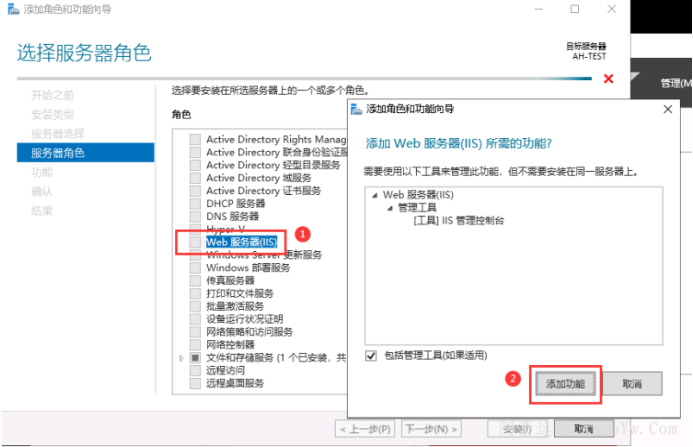 添加角色和功能向导
选择服务器角色
目标服务器
AH-TEST
管理(M
开始之前
安装类型
服务器选择
服务器角色
功能
确认
结果
选择要安装在所选服务器上的一个或多个角色。
角色
Active Directory Rights Manag
Active Directory 联合身份验证服
Active Directory 轻型目录服务
Active Directory 域服务
Active Directory 证书服务
DHCP 服务器
DNS 服务器
Hyper-V
Web 服务器(IIS)
Windows Server 更新服务
Windows 部署服务
传真服务器
打印和文件服务
批量激活服务
设备运行状况证明
网络策略和访问服务
网络控制器
文件和存储服务 (1 个已安装，共
远程访问
远程桌面服务
1
添加角色和功能向导
添加 Web 服务器(IIS) 所需的功能?
需要使用以下工具来管理此功能，但不需要安装在同一服务器上。
Web 服务器(IIS)
管理工具
[工具] IIS 管理控制台
包括管理工具(如果适用)
2
添加功能
取消
< 上一步(P)
下一步(N) >
安装(I)
取消